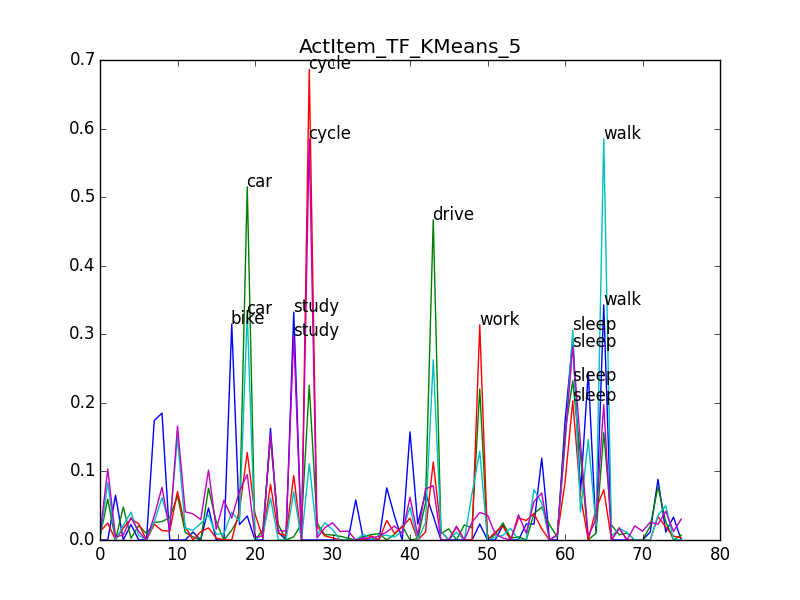 ActItem_TF_KMeans_5
0.7
cycle
0.6
cycle
walk
0.5
car
drive
0.4
car
study
walk
0.3
bike
study
work
sleep
sleep
0.2
sleep
sleep
0.1
0.0
0 10 20 30 40 50 60 70 80